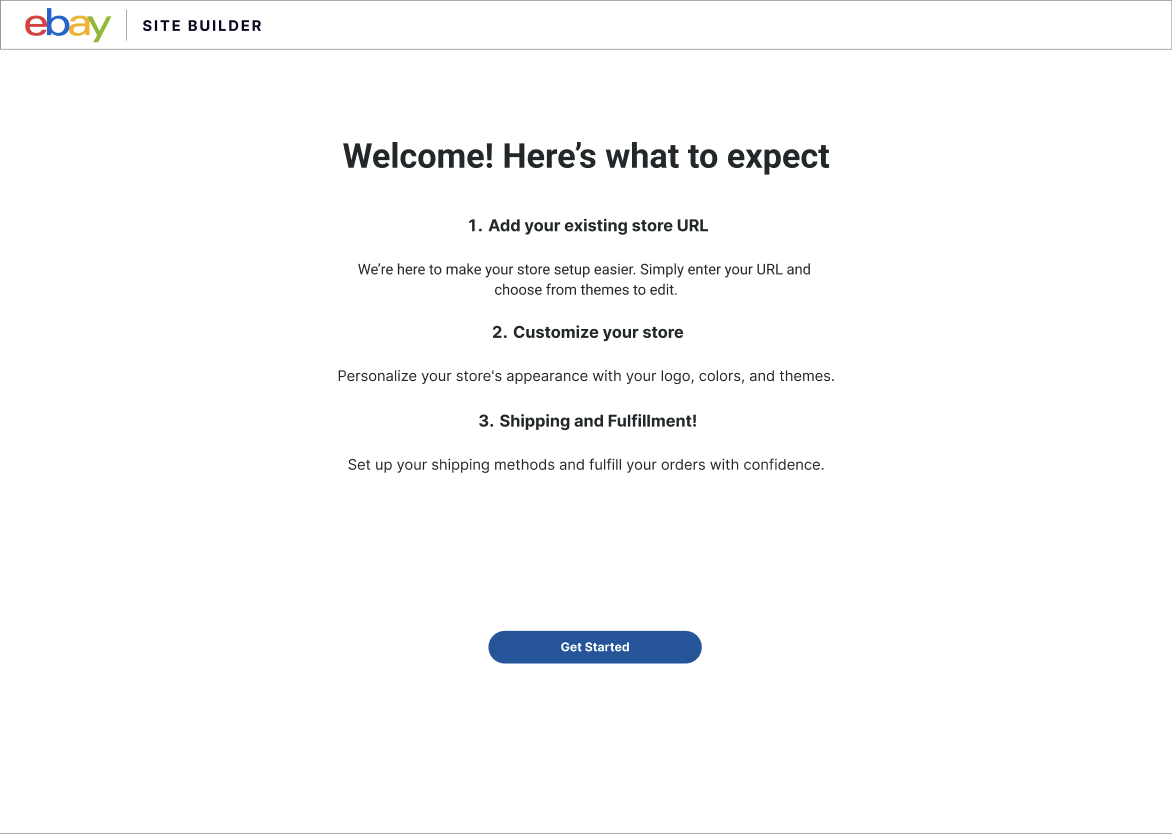 ebay SITE BUILDER
Welcome! Here’s what to expect
1. Add your existing store URL
We’re here to make your store setup easier. Simply enter your URL and
choose from themes to edit.
2. Customize your store
Personalize your store's appearance with your logo, colors, and themes.
3. Shipping and Fulfillment!
Set up your shipping methods and fulfill your orders with confidence.
Get Started